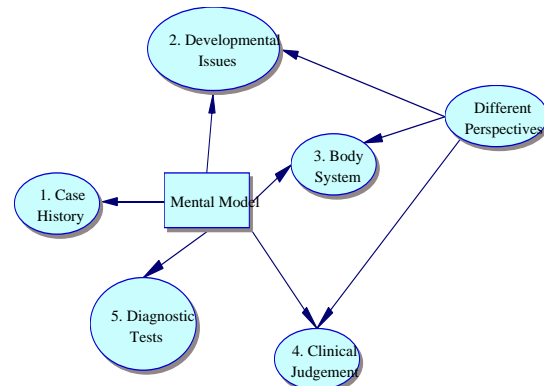 2. Developmental
Issues
Different
Perspectives
3. Body
System
1. Case
History
Mental Model
5. Diagnostic
Tests
4. Clinical
Judgement